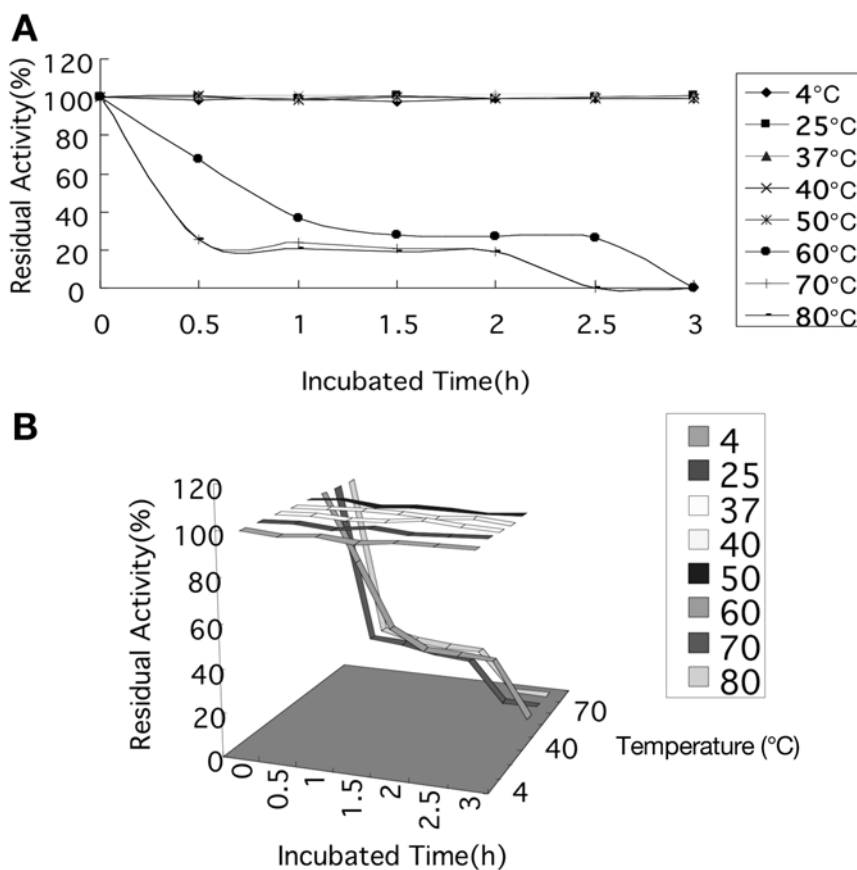 A
Residual Activity(%)
120
100
80
60
40
20
0
0 0.5 1 1.5 2 2.5 3
Incubated Time(h)
4°C
25°C
37°C
40°C
50°C
60°C
70°C
80°C
B
Residual Activity(%)
120
100
80
60
40
20
0
0 0.5 1 1.5 2 2.5 3
Incubated Time(h)
70
40
4
Temperature (°C)
4
25
37
40
50
60
70
80